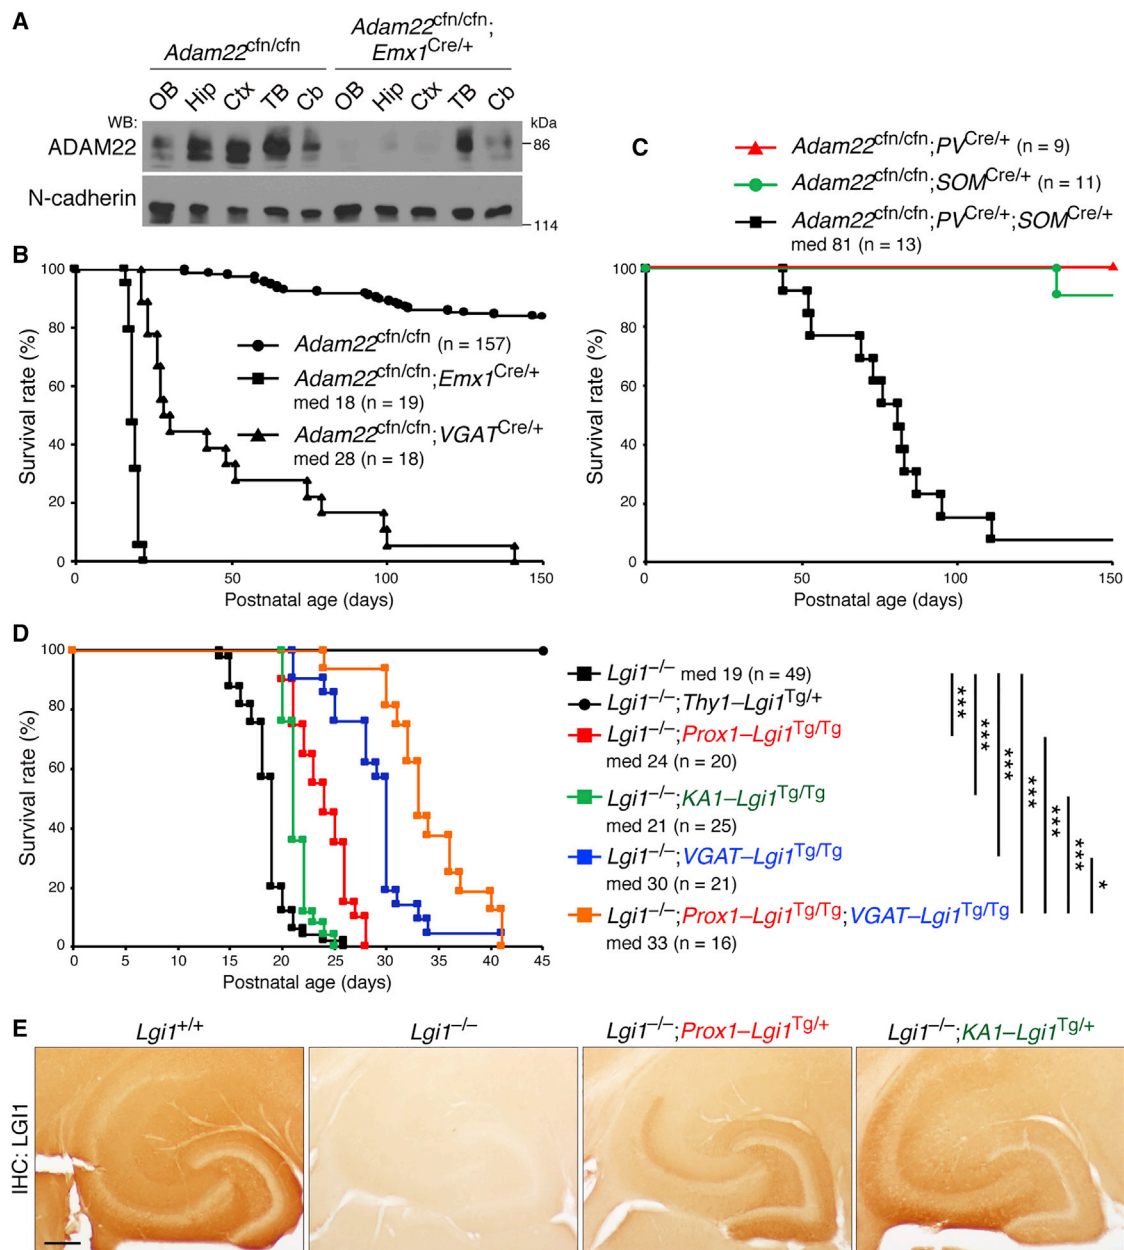 A
Adam22cfn/cfn
Adam22cfn/cfn;
Emx1Cre/+
OB Hip Ctx TB Cb OB Hip Ctx TB Cb
WB:
kDa
ADAM22
86
N-cadherin
114
B
100
80
60
40
20
0
Survival rate (%)
0 50 100 150
Postnatal age (days)
Adam22cfn/cfn (n = 157)
Adam22cfn/cfn;Emx1Cre/+
med 18 (n = 19)
Adam22cfn/cfn;VGATCre/+
med 28 (n = 18)
C
Adam22cfn/cfn;PVCre/+ (n = 9)
Adam22cfn/cfn;SOMCre/+ (n = 11)
Adam22cfn/cfn;PVCre/+;SOMCre/+
med 81 (n = 13)
100
80
60
40
20
0
Survival rate (%)
0 50 100 150
Postnatal age (days)
D
100
80
60
40
20
0
Survival rate (%)
0 5 10 15 20 25 30 35 40 45
Postnatal age (days)
Lgi1–/– med 19 (n = 49)
Lgi1–/–;Thy1–Lgi1Tg/+
Lgi1–/–;Prox1–Lgi1Tg/Tg
med 24 (n = 20)
Lgi1–/–;KA1–Lgi1Tg/Tg
med 21 (n = 25)
Lgi1–/–;VGAT–Lgi1Tg/Tg
med 30 (n = 21)
Lgi1–/–;Prox1–Lgi1Tg/Tg;VGAT–Lgi1Tg/Tg
med 33 (n = 16)
*** *** *** *** *** *** *
E
Lgi1+/+
Lgi1–/–
Lgi1–/–;Prox1–Lgi1Tg/+
Lgi1–/–;KA1–Lgi1Tg/+
IHC: LGI1